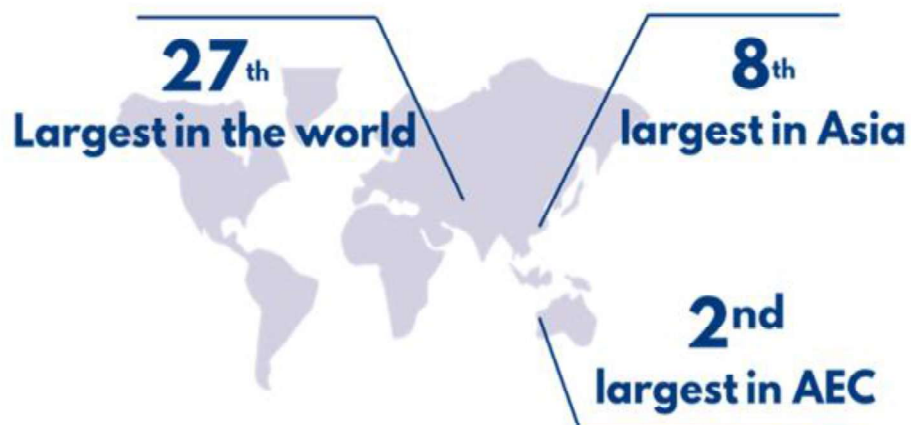 27th
Largest in the world
8th
largest in Asia
2nd
largest in AEC